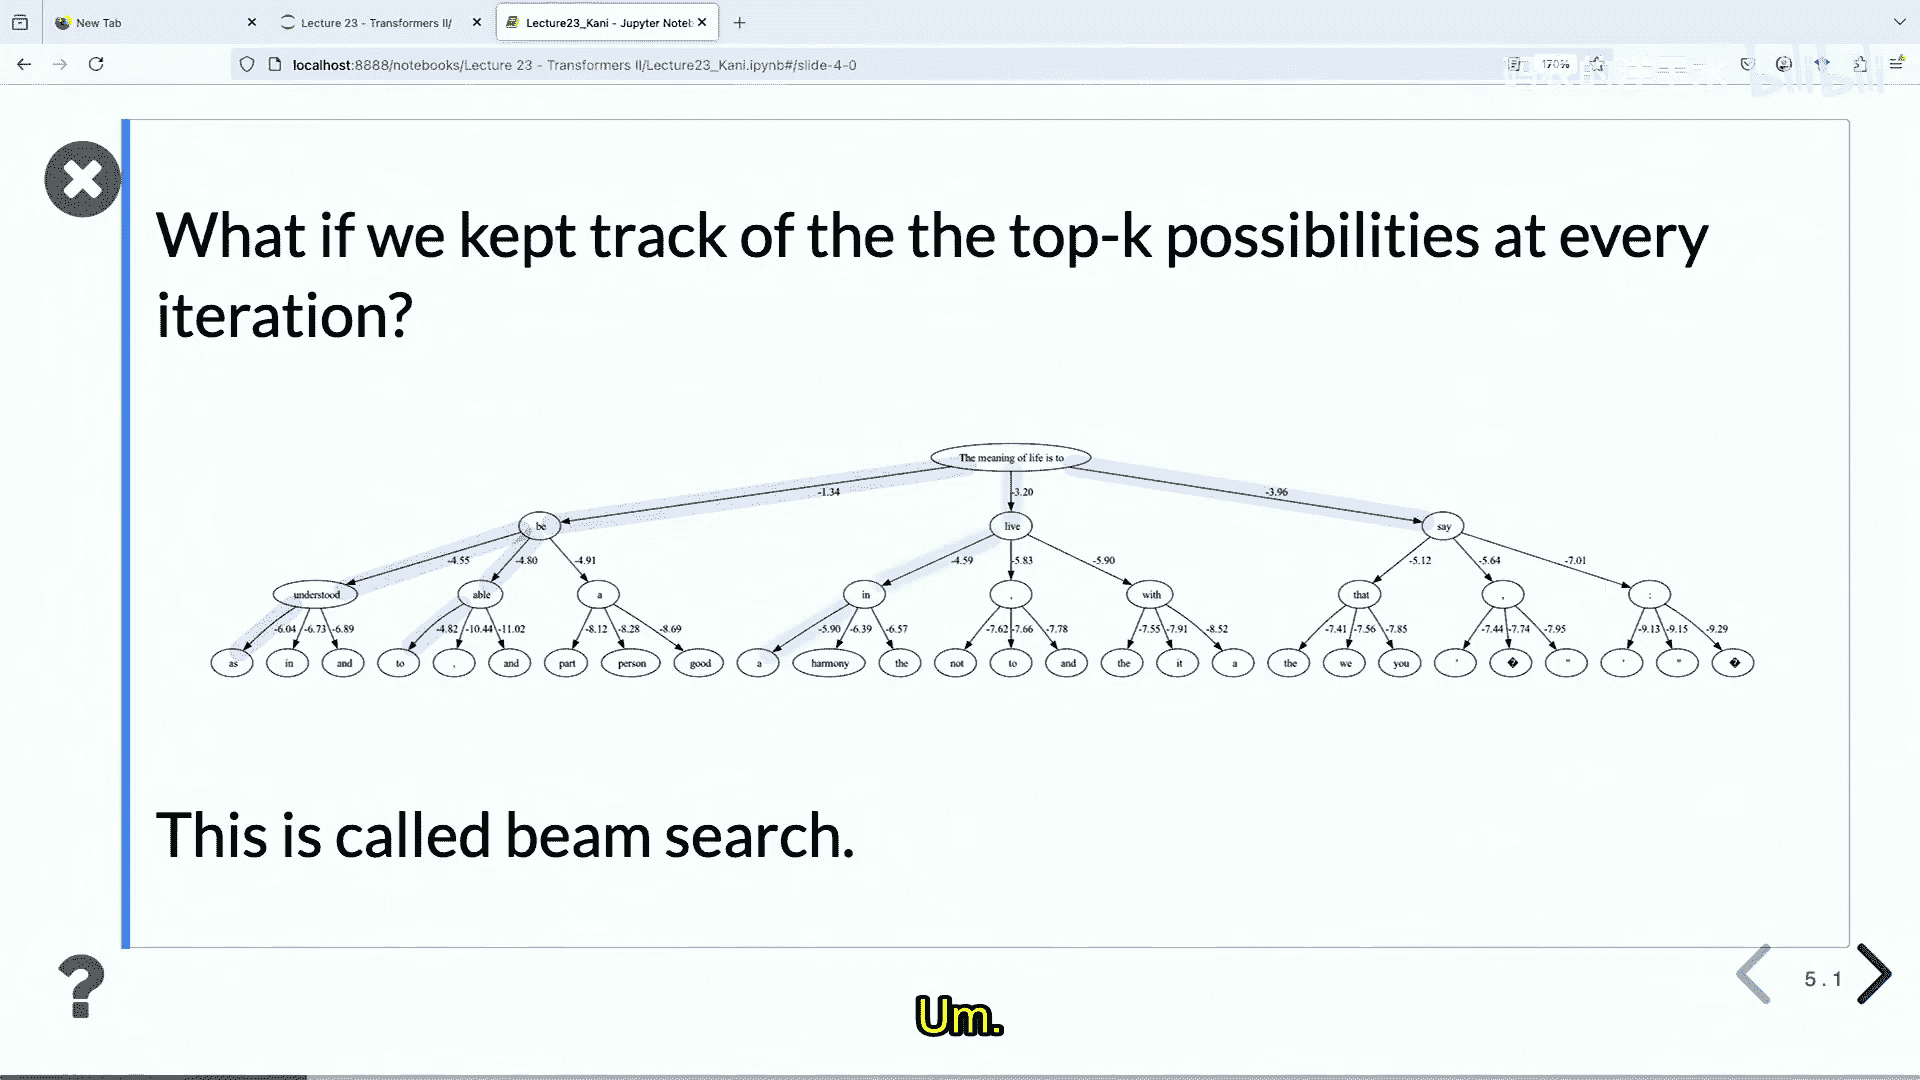 New Tab
Lecture 23 - Transformers II/
Lecture23_Kani - Jupyter Notel
localhost:8888/notebooks/Lecture 23 - Transformers II/Lecture23_Kani.ipynb#/slide-4-0
170%
What if we kept track of the the top-k possibilities at every
iteration?
The meaning of life is to
-1.34 -3.20 -3.96
be live say
-4.55 -4.80 -4.91 -4.59 -5.83 -5.90 -5.12 -5.64 -7.01
understood able a in , with that , :
-6.04 -6.73 -6.89 -4.82 -10.44 -11.02 -8.12 -8.28 -8.69 -5.90 -6.39 -6.57 -7.62 -7.66 -7.78 -7.55 -7.91 -8.52 -7.41 -7.56 -7.85 -7.44 -7.74 -7.95 -9.13 -9.15 -9.29
as in and to , and part person good a harmony the not to and the it a the we you ' � " ' " �
This is called beam search.
5.1
Um.